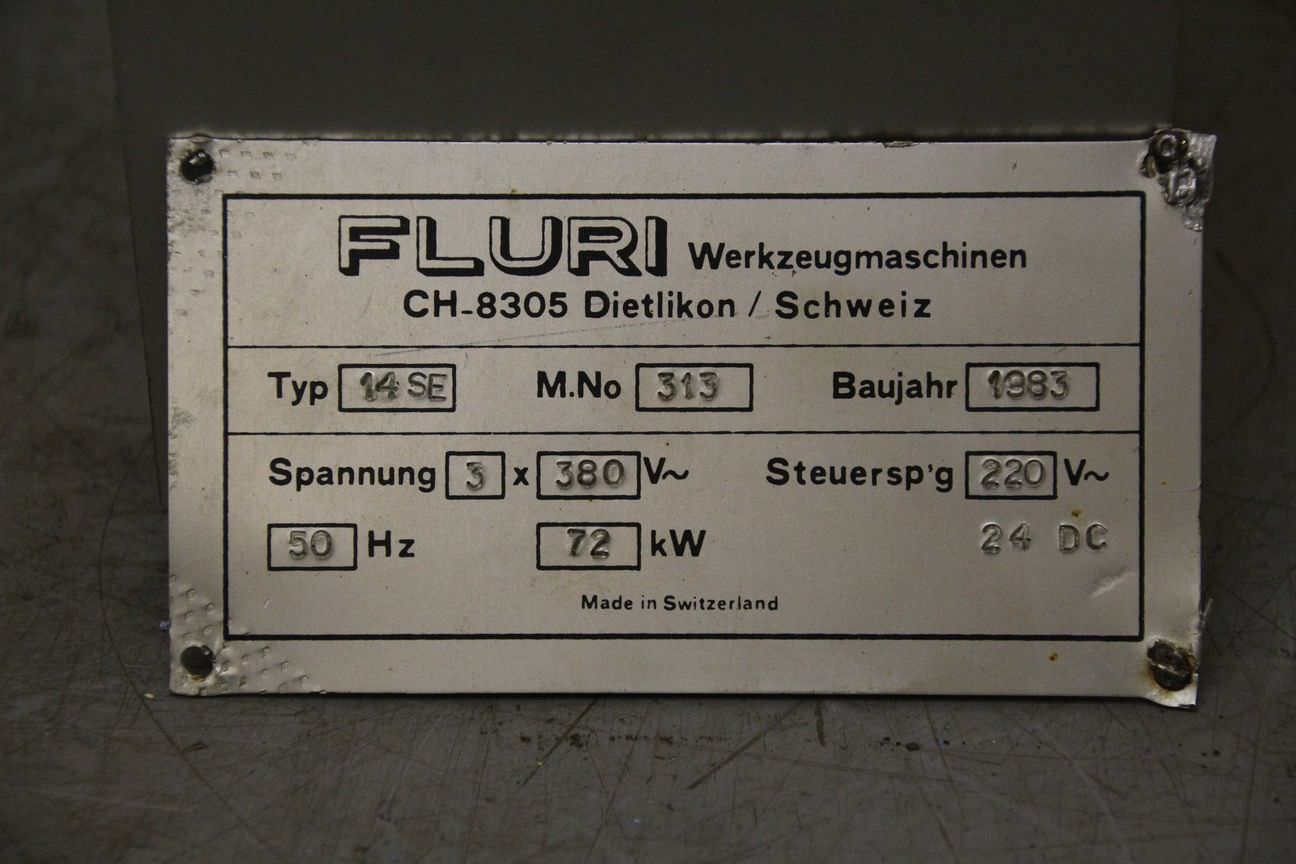 FLURI Werkzeugmaschinen
CH-8305 Dietlikon / Schweiz
Typ 14 SE M.No 313 Baujahr 1983
Spannung 3 x 380 V~ Steuersp'g 220 V~
50 Hz 72 kW 24 DC
Made in Switzerland